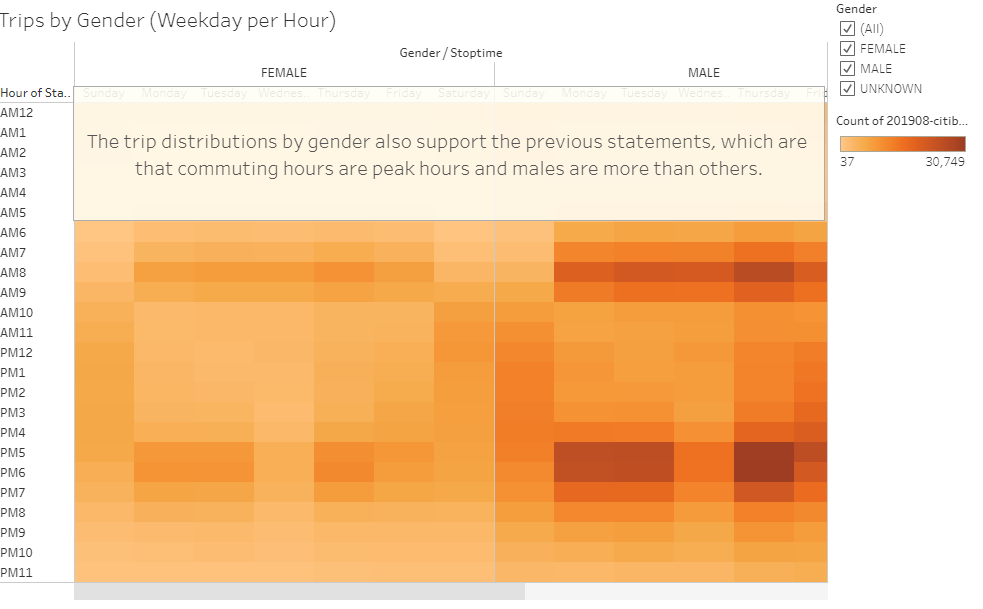 Trips by Gender (Weekday per Hour)
Gender / Stoptime
FEMALE MALE
Hour of Sta.. Sunday Monday Tuesday Wednes.. Thursday Friday Saturday Sunday Monday Tuesday Wednes.. Thursday Frid
The trip distributions by gender also support the previous statements, which are
that commuting hours are peak hours and males are more than others.
AM12
AM1
AM2
AM3
AM4
AM5
AM6
AM7
AM8
AM9
AM10
AM11
PM12
PM1
PM2
PM3
PM4
PM5
PM6
PM7
PM8
PM9
PM10
PM11
Gender
(All)
FEMALE
MALE
UNKNOWN
Count of 201908-citib...
37 30,749